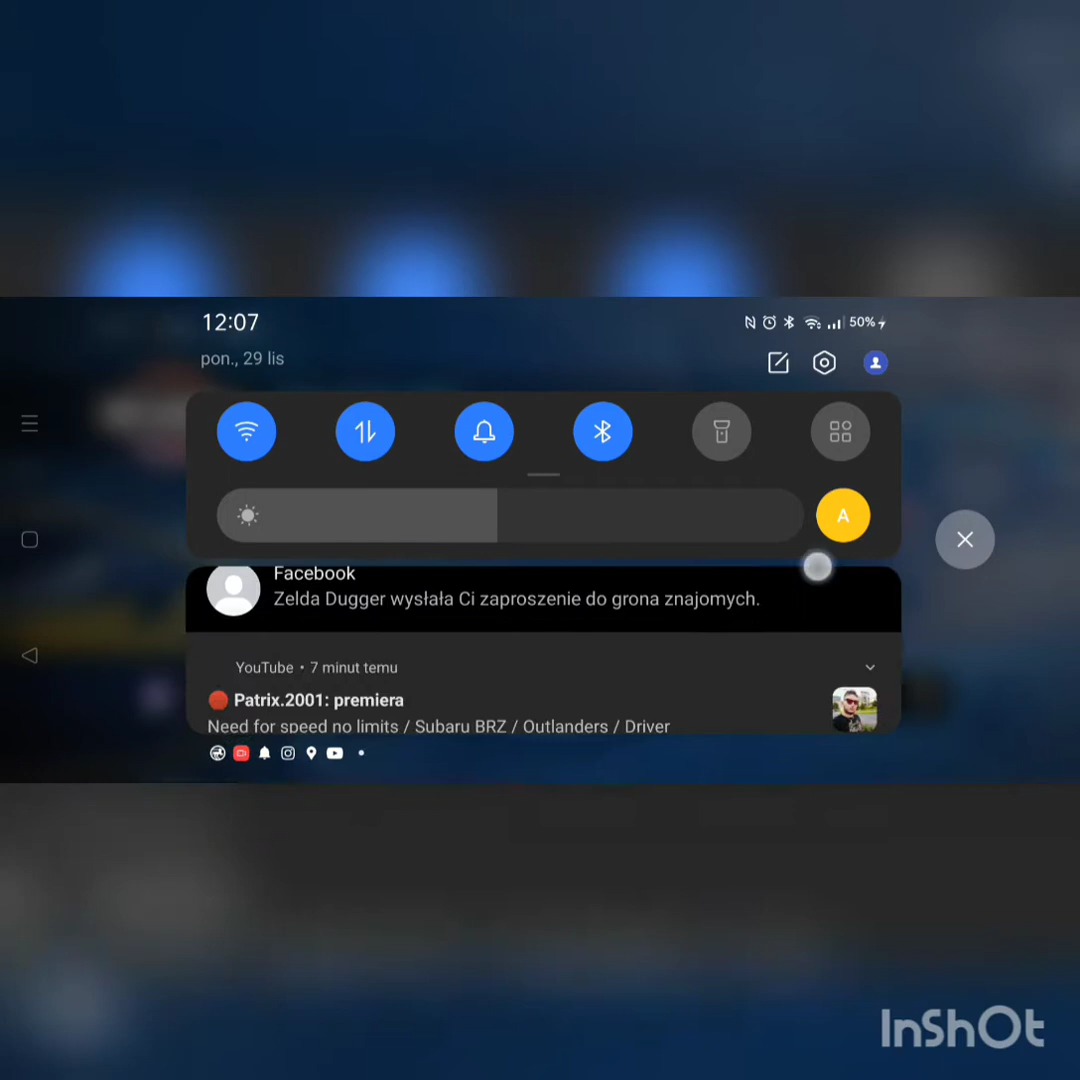 12:07
50%
pon., 29 lis
A
Facebook
Zelda Dugger wysłała Ci zaproszenie do grona znajomych.
YouTube • 7 minut temu
Patrix.2001: premiera
Need for speed no limits / Subaru BRZ / Outlanders / Driver
InShOt